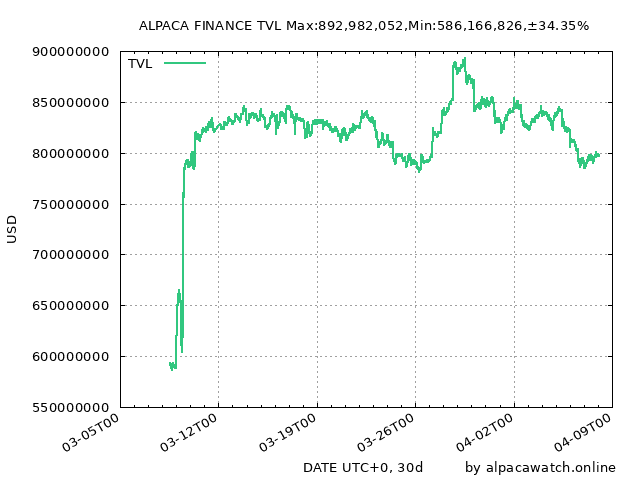 ALPACA FINANCE TVL Max:892,982,052,Min:586,166,826,±34.35%
900000000
TVL
850000000
800000000
750000000
USD
700000000
650000000
600000000
550000000
03-05T00
03-12T00
03-19T00
03-26T00
04-02T00
04-09T00
DATE UTC+0, 30d
by alpacawatch.online